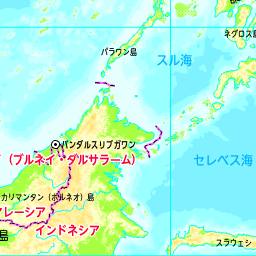 ネグロス島
パラワン島
スル海
バンダルスリブガワン
(ブルネイ・ダルサラーム)
セレベス海
カリマンタン(ボルネオ)島
マレーシア
島
インドネシア
スラウェシ